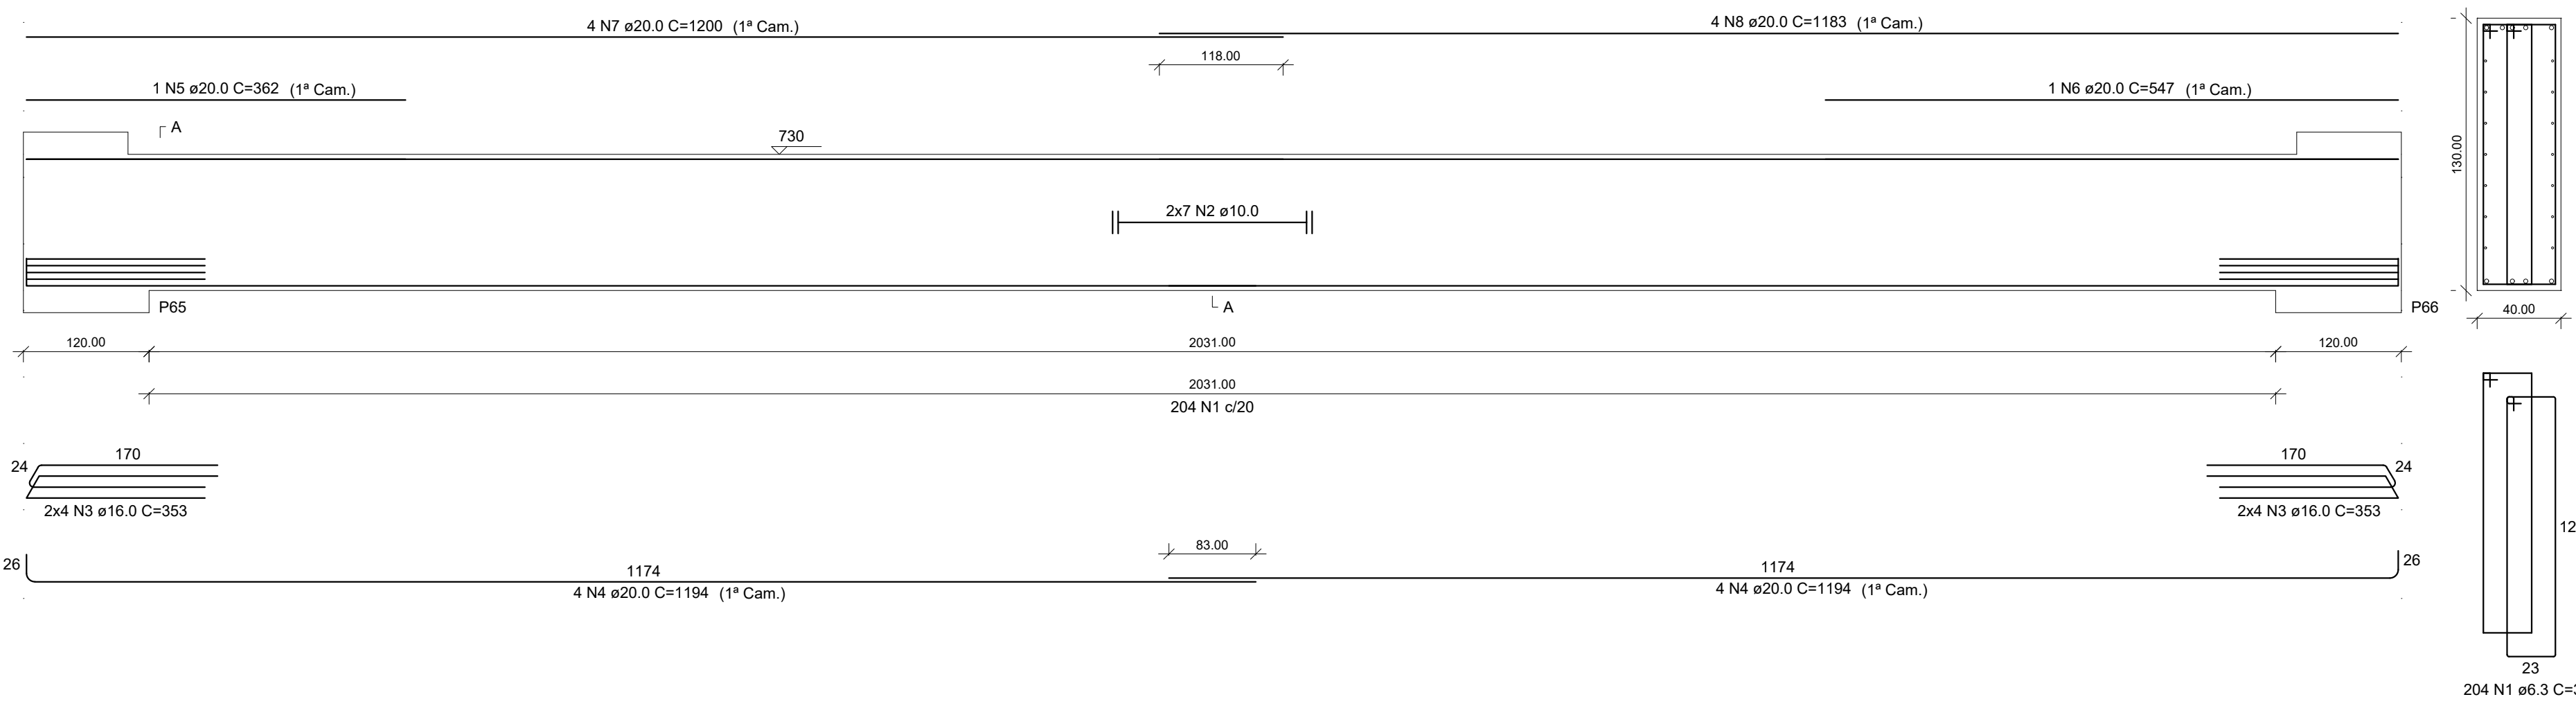 4 N7 ø20.0 C=1200 (1ª Cam.)
4 N8 ø20.0 C=1183 (1ª Cam.)
118.00
1 N5 ø20.0 C=362 (1ª Cam.)
1 N6 ø20.0 C=547 (1ª Cam.)
A
730
130.00
2x7 N2 ø10.0
P65
A
P66
40.00
120.00
2031.00
120.00
2031.00
204 N1 c/20
24
170
170
24
2x4 N3 ø16.0 C=353
2x4 N3 ø16.0 C=353
12
83.00
26
1174
1174
26
4 N4 ø20.0 C=1194 (1ª Cam.)
4 N4 ø20.0 C=1194 (1ª Cam.)
23
204 N1 ø6.3 C=